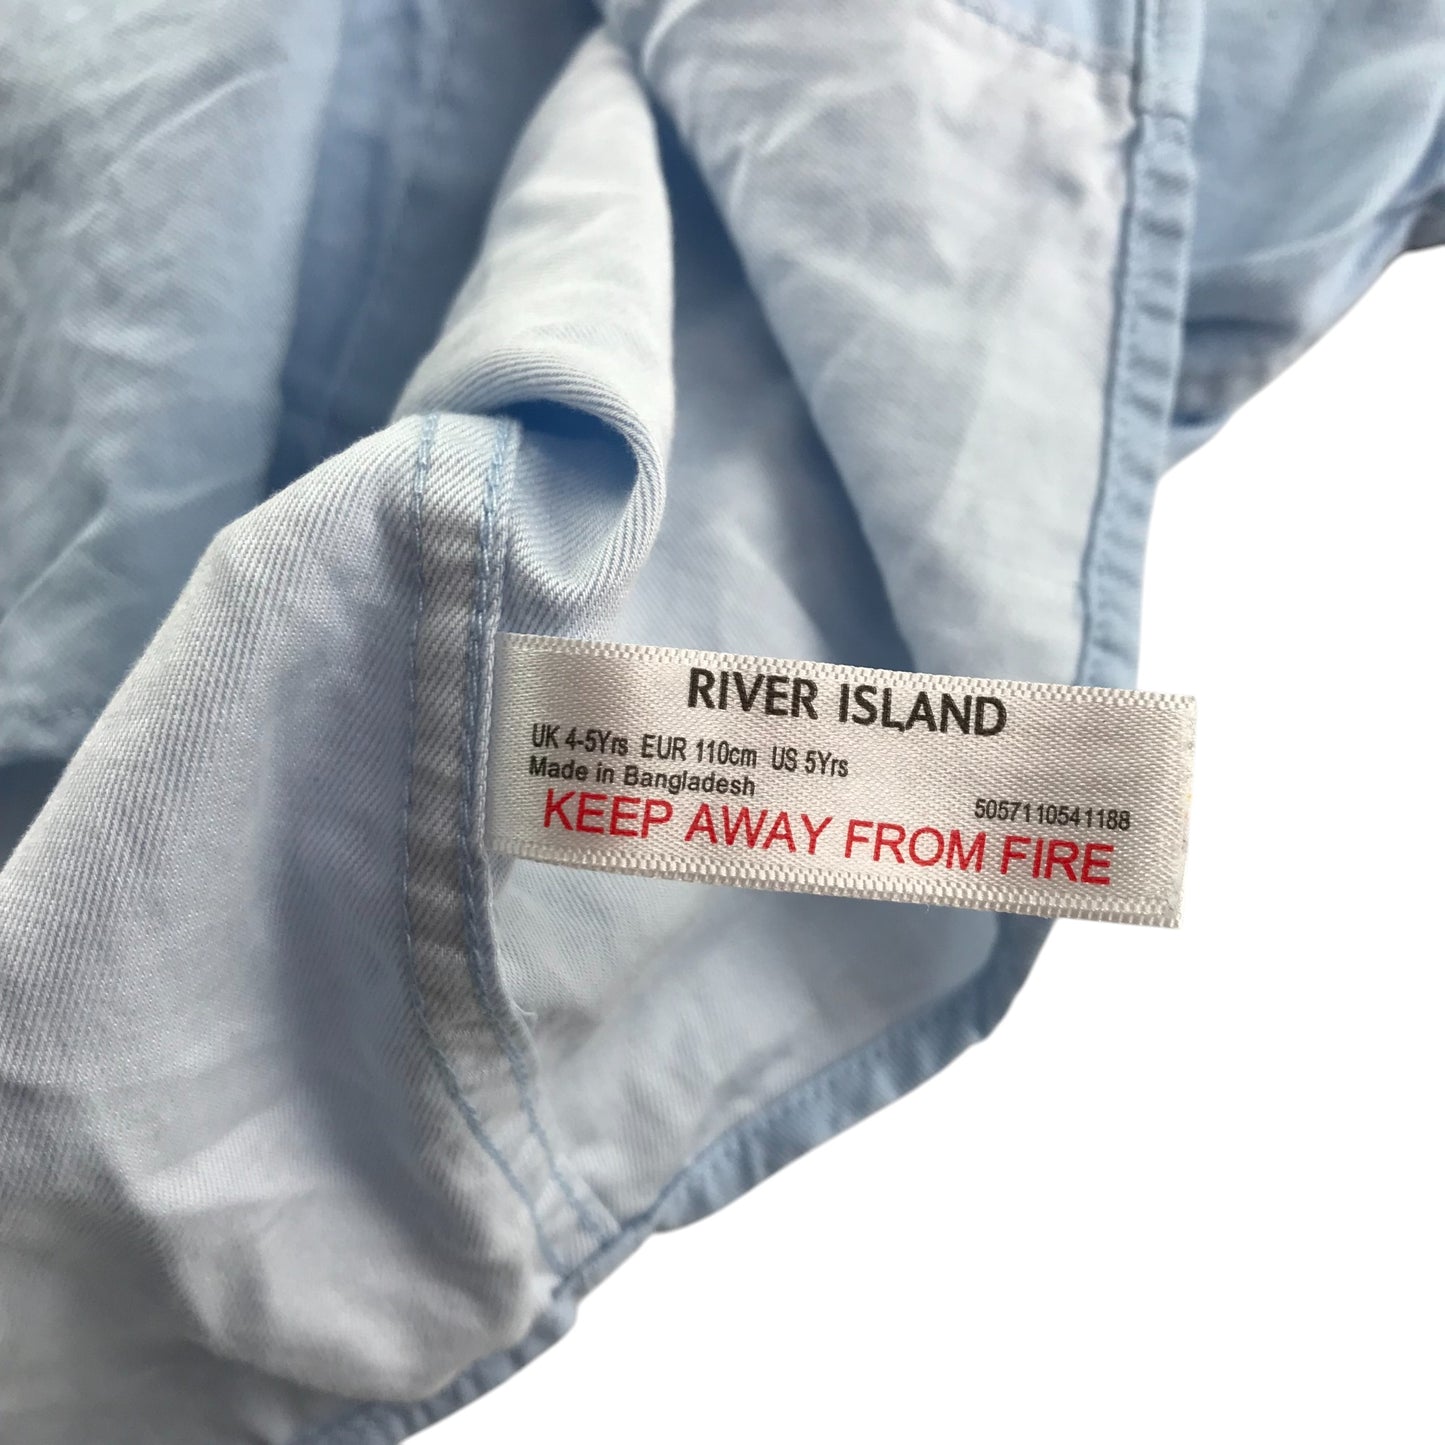 RIVER ISLAND
UK 4-5Yrs EUR 110cm US 5Yrs
Made in Bangladesh
5057110541188
KEEP AWAY FROM FIRE